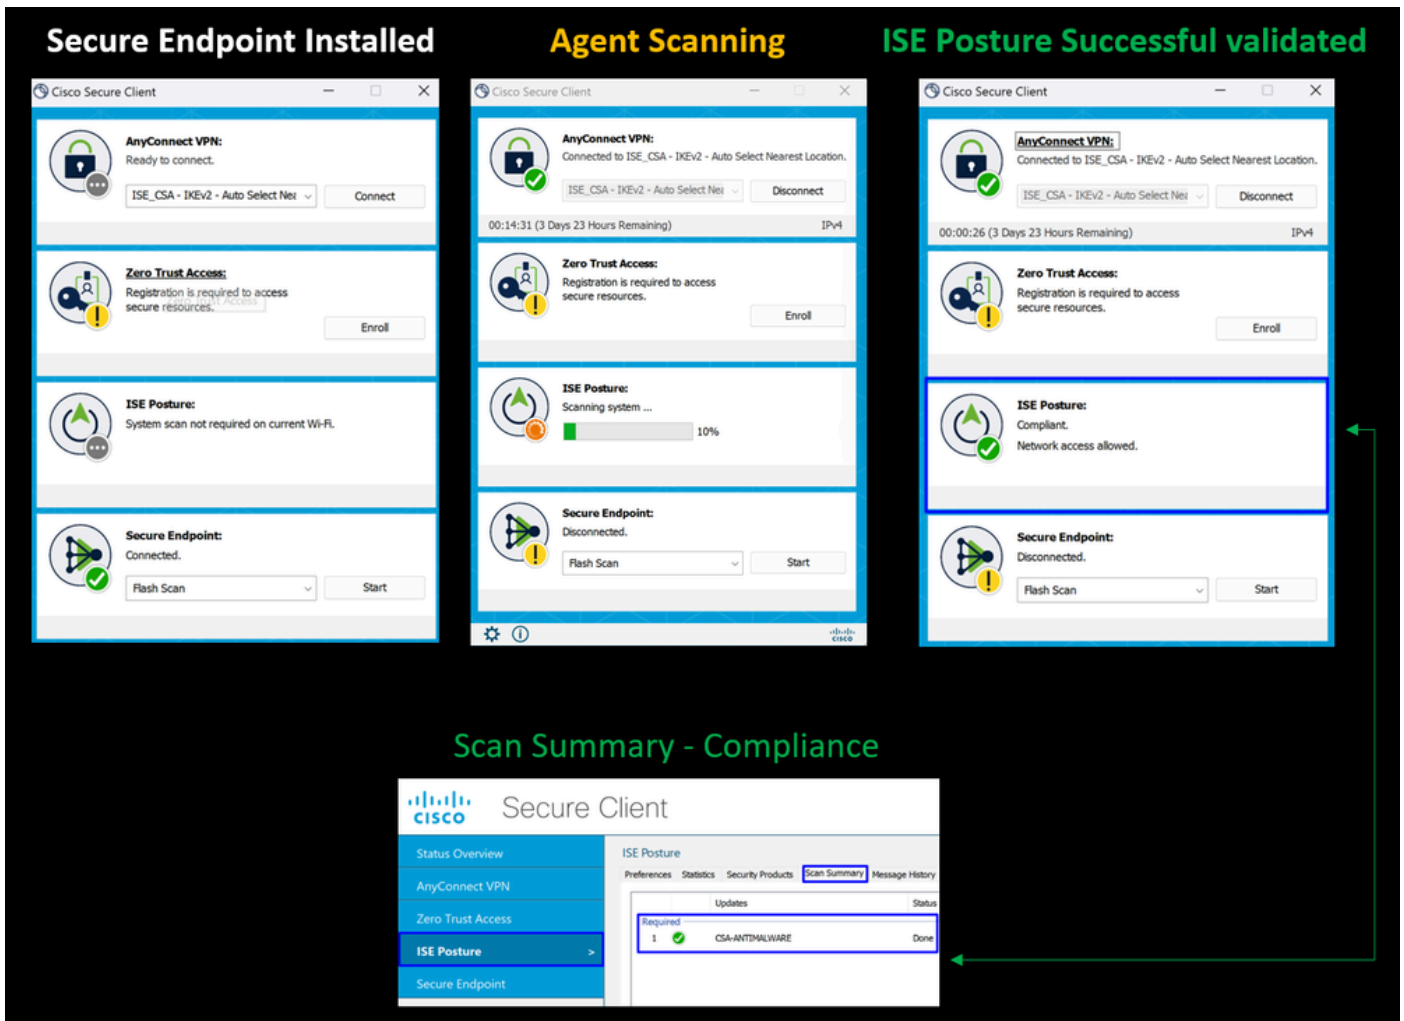 Secure Endpoint Installed
Agent Scanning
ISE Posture Successful validated
Cisco Secure Client
AnyConnect VPN:
Ready to connect.
ISE_CSA - IKEv2 - Auto Select Nea
Connect
Zero Trust Access:
Registration is required to access
secure resources.
Zero Trust Access
Enroll
ISE Posture:
System scan not required on current Wi-Fi.
Secure Endpoint:
Connected.
Flash Scan
Start
Cisco Secure Client
AnyConnect VPN:
Connected to ISE_CSA - IKEv2 - Auto Select Nearest Location.
ISE_CSA - IKEv2 - Auto Select Nea
Disconnect
00:14:31 (3 Days 23 Hours Remaining) IPv4
Zero Trust Access:
Registration is required to access
secure resources.
Enroll
ISE Posture:
Scanning system ...
10%
Secure Endpoint:
Disconnected.
Flash Scan
Start
CISCO
Cisco Secure Client
AnyConnect VPN:
Connected to ISE_CSA - IKEv2 - Auto Select Nearest Location.
ISE_CSA - IKEv2 - Auto Select Nea
Disconnect
00:00:26 (3 Days 23 Hours Remaining) IPv4
Zero Trust Access:
Registration is required to access
secure resources.
Enroll
ISE Posture:
Compliant.
Network access allowed.
Secure Endpoint:
Disconnected.
Flash Scan
Start
Scan Summary - Compliance
CISCO Secure Client
Status Overview
AnyConnect VPN
Zero Trust Access
ISE Posture >
Secure Endpoint
ISE Posture
Preferences Statistics Security Products Scan Summary Message History
Updates Status
Required
1 CSA-ANTIMALWARE Done